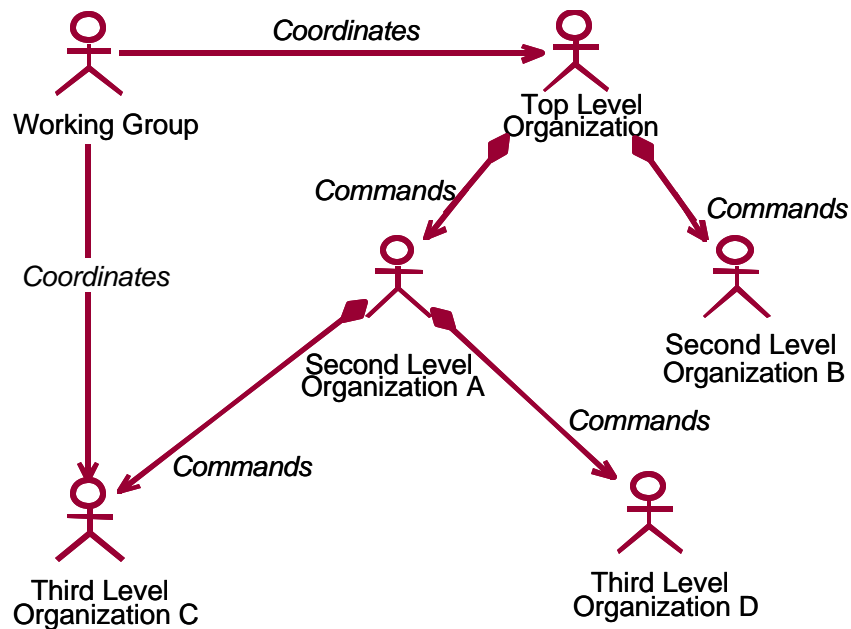 Coordinates
Working Group
Top Level
Organization
Commands
Commands
Coordinates
Second Level
Organization A
Second Level
Organization B
Commands
Commands
Third Level
Organization C
Third Level
Organization D